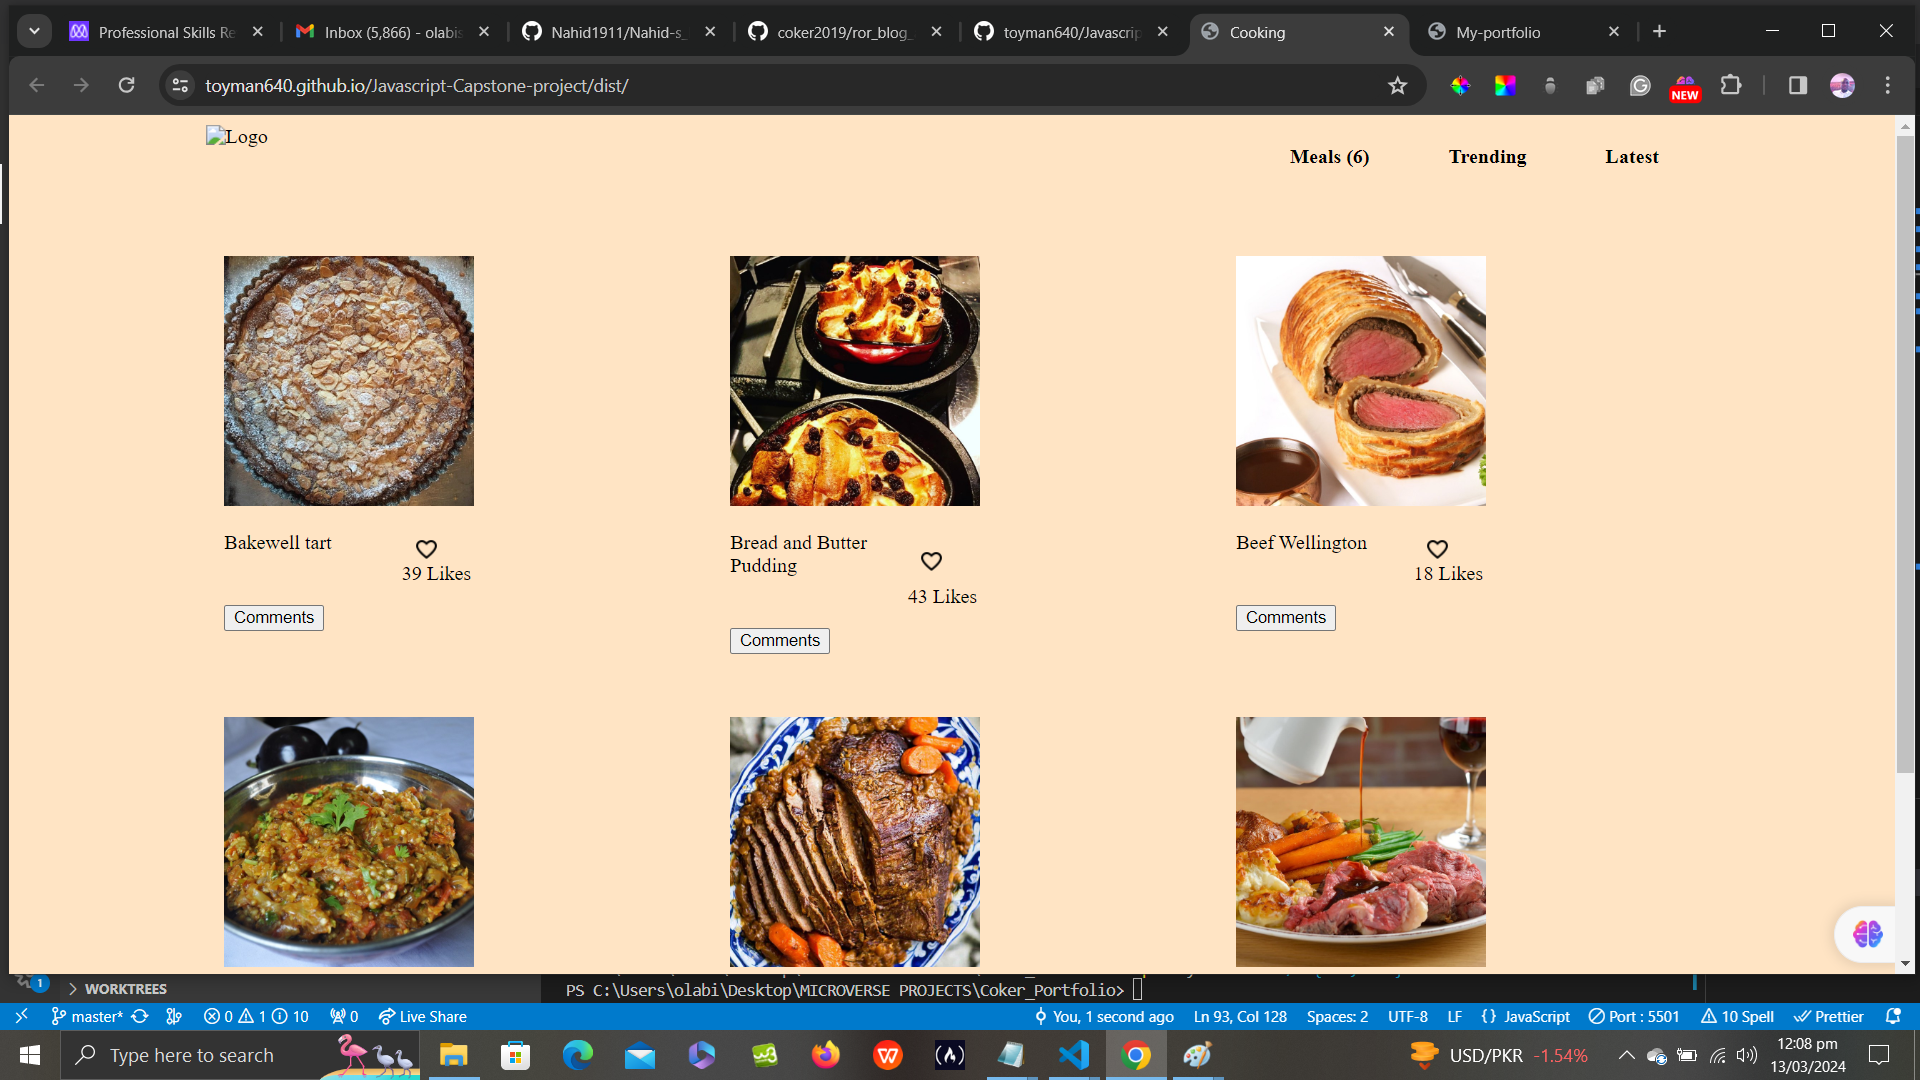 Professional Skills Re
Inbox (5,866) - olabis
Nahid1911/Nahid-s_
coker2019/ror_blog_
toyman640/Javascrip
Cooking
My-portfolio
toyman640.github.io/Javascript-Capstone-project/dist/
NEW
Logo
Meals (6)
Trending
Latest
Bakewell tart
39 Likes
Comments
Bread and Butter
Pudding
43 Likes
Comments
Beef Wellington
18 Likes
Comments
1
WORKTREES
PS C:\Users\olabi\Desktop\MICROVERSE PROJECTS\Coker_Portfolio>
master*
0
1
10
0
Live Share
You, 1 second ago
Ln 93, Col 128
Spaces: 2
UTF-8
LF
{} JavaScript
Port : 5501
10 Spell
Prettier
Type here to search
USD/PKR -1.54%
12:08 pm
13/03/2024